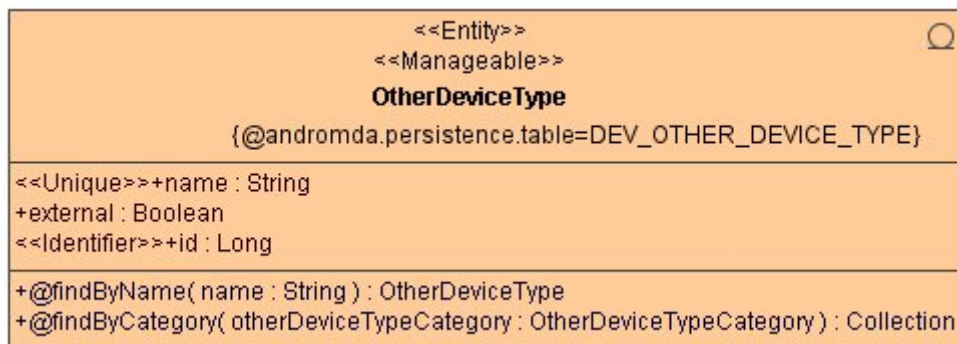 <<Entity>>
<<Manageable>>
OtherDeviceType
{@andromda.persistence.table=DEV_OTHER_DEVICE_TYPE}
<<Unique>>+name : String
+external : Boolean
<<Identifier>>+id : Long
+@findByName( name : String ) : OtherDeviceType
+@findByCategory( otherDeviceTypeCategory : OtherDeviceTypeCategory ) : Collection